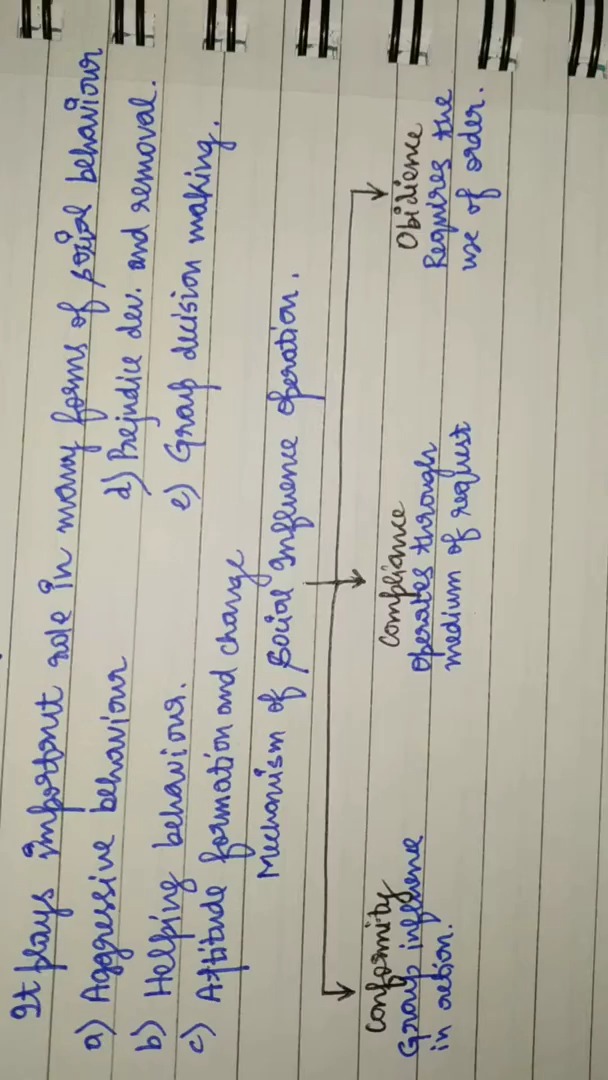 It plays important role in many forms of social behaviour
a) Aggressive behaviour
b) Helping behaviour.
c) Attitude formation and change
d) Prejudice dev. and removal.
e) Group decision making.
Mechanism of Social Influence operation.
Conformity
Group influence
in action.
Compliance
operates through
medium of request
Obidience
Requires the
use of order.